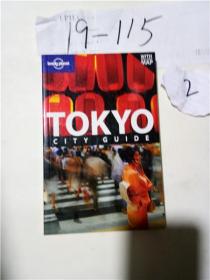 19-115
lonely planet
WITH MAP
2
TOKYO
CITY GUIDE